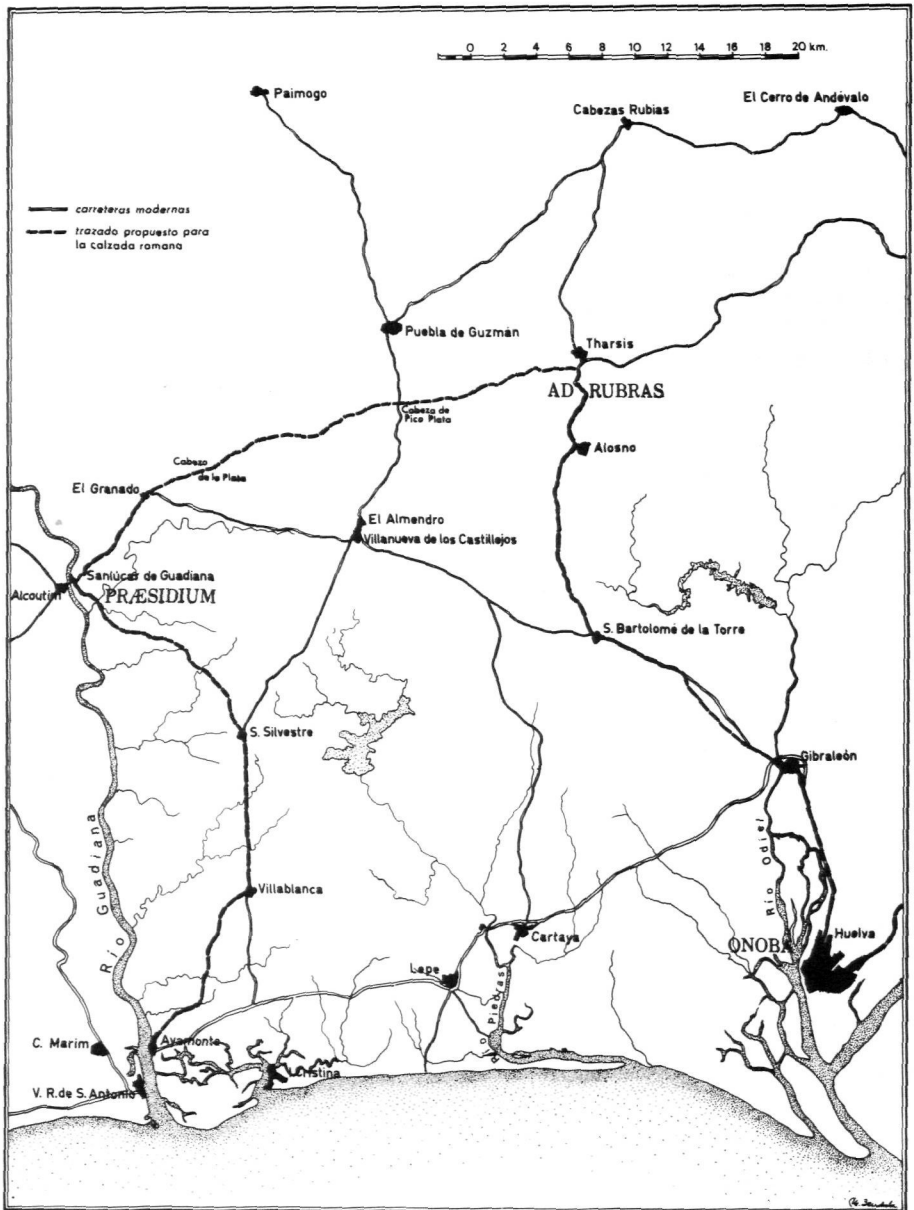 0 2 4 6 8 10 12 14 16 18 20 km.
Paimogo
Cabezas Rubias
El Cerro de Andévalo
carreteras modernas
trazado propuesto para
la calzada romana
Puebla de Guzmán
Tharsis
AD RUBRAS
Cabeza de
Pico Plata
Alosno
Cabezo
de la Plata
El Granado
El Almendro
Villanueva de los Castillejos
Sanlúcar de Guadiana
Alcoutim
PRÆSIDIUM
S. Bartolomé de la Torre
S. Silvestre
Gibraleón
Río Guadiana
Río Odiel
Villablanca
Cartaya
ONOBA
Huelva
Lepe
Piedras
C. Marim
Ayamonte
I. Cristina
V. R. de S. Antonio